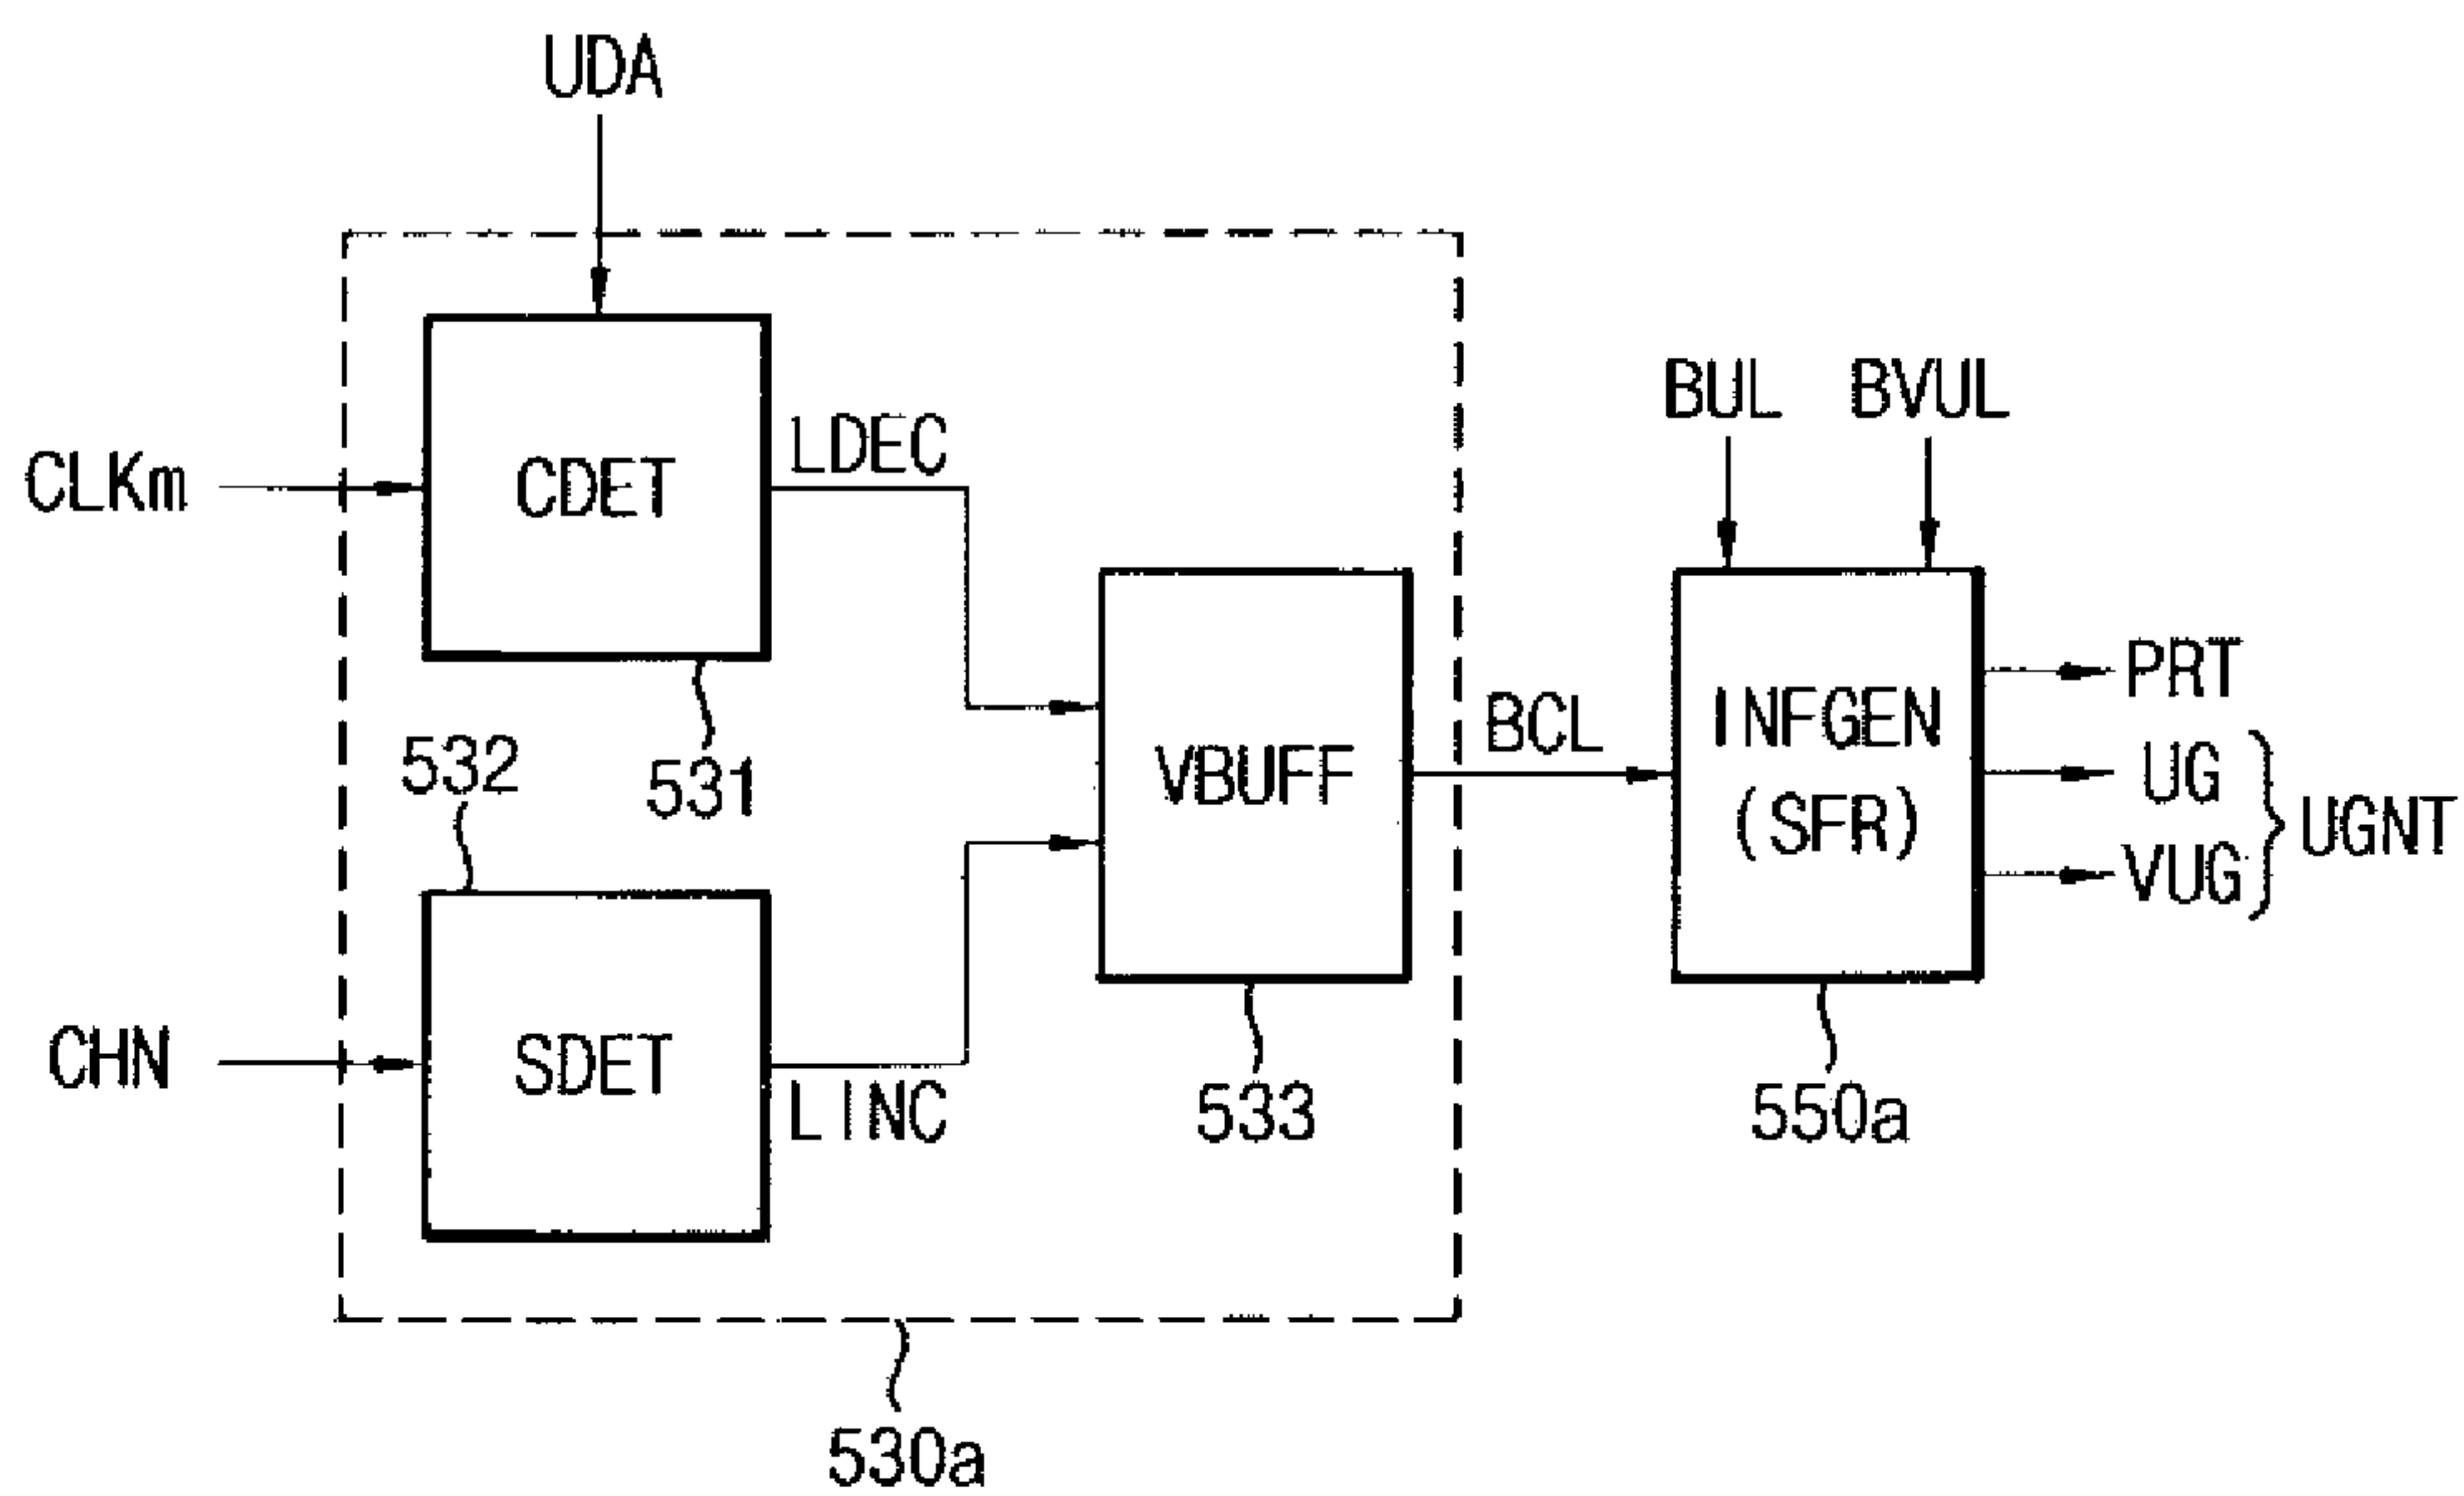 UDA
BUL
BVUL
LDEC
CLKm
CDET
PRT
BCL
INFGEN
(SFR)
UG
UGNT
VUG
VBUFF
532
531
CHN
SDET
LINC
533
550a
530a